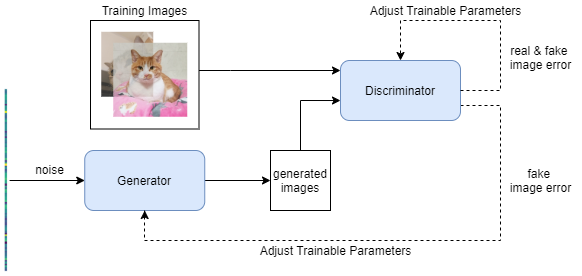 Training Images
Adjust Trainable Parameters
real & fake
image error
Discriminator
noise
Generator
generated
images
fake
image error
Adjust Trainable Parameters